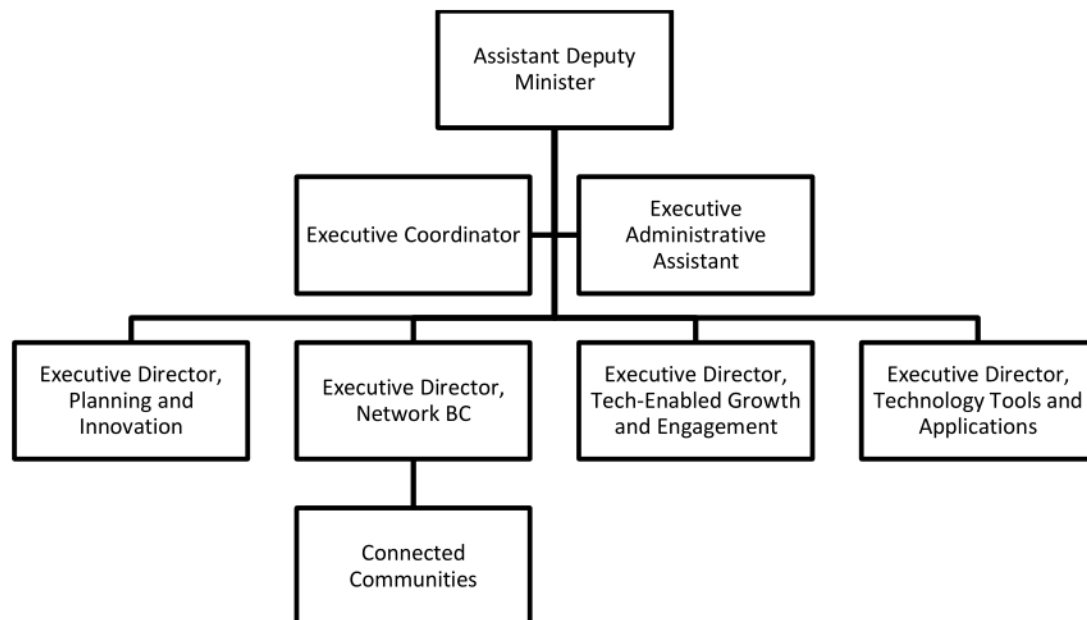 Assistant Deputy
Minister
Executive Coordinator
Executive
Administrative
Assistant
Executive Director,
Planning and
Innovation
Executive Director,
Network BC
Executive Director,
Tech-Enabled Growth
and Engagement
Executive Director,
Technology Tools and
Applications
Connected
Communities